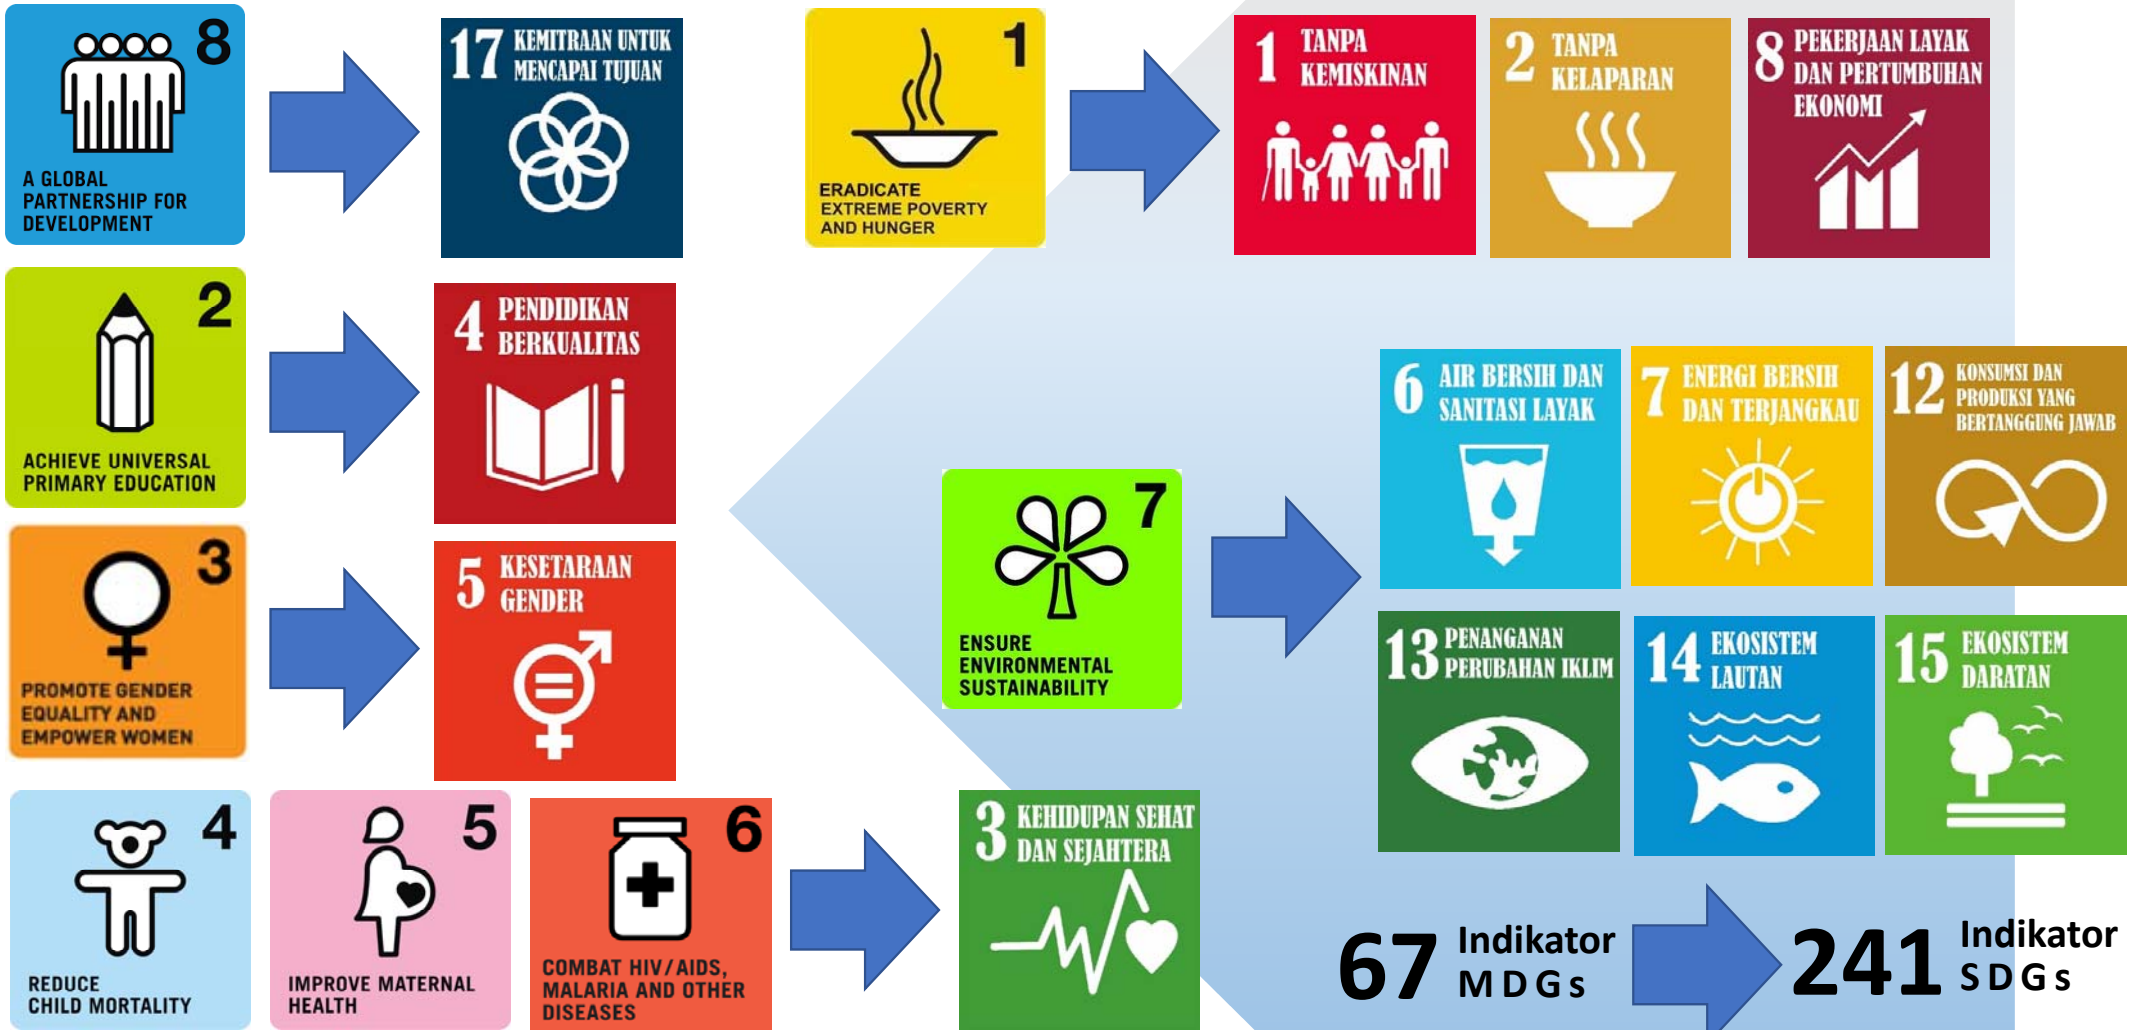 8
A GLOBAL
PARTNERSHIP FOR
DEVELOPMENT
17 KEMITRAAN UNTUK
MENCAPAI TUJUAN
1
ERADICATE
EXTREME POVERTY
AND HUNGER
1 TANPA
KEMISKINAN
2 TANPA
KELAPARAN
8 PEKERJAAN LAYAK
DAN PERTUMBUHAN
EKONOMI
2
ACHIEVE UNIVERSAL
PRIMARY EDUCATION
4 PENDIDIKAN
BERKUALITAS
3
PROMOTE GENDER
EQUALITY AND
EMPOWER WOMEN
5 KESETARAAN
GENDER
7
ENSURE
ENVIRONMENTAL
SUSTAINABILITY
6 AIR BERSIH DAN
SANITASI LAYAK
7 ENERGI BERSIH
DAN TERJANGKAU
12 KONSUMSI DAN
PRODUKSI YANG
BERTANGGUNG JAWAB
13 PENANGANAN
PERUBAHAN IKLIM
14 EKOSISTEM
LAUTAN
15 EKOSISTEM
DARATAN
4
REDUCE
CHILD MORTALITY
5
IMPROVE MATERNAL
HEALTH
6
COMBAT HIV/AIDS,
MALARIA AND OTHER
DISEASES
3 KEHIDUPAN SEHAT
DAN SEJAHTERA
67 Indikator
MDGs
241 Indikator
SDGs